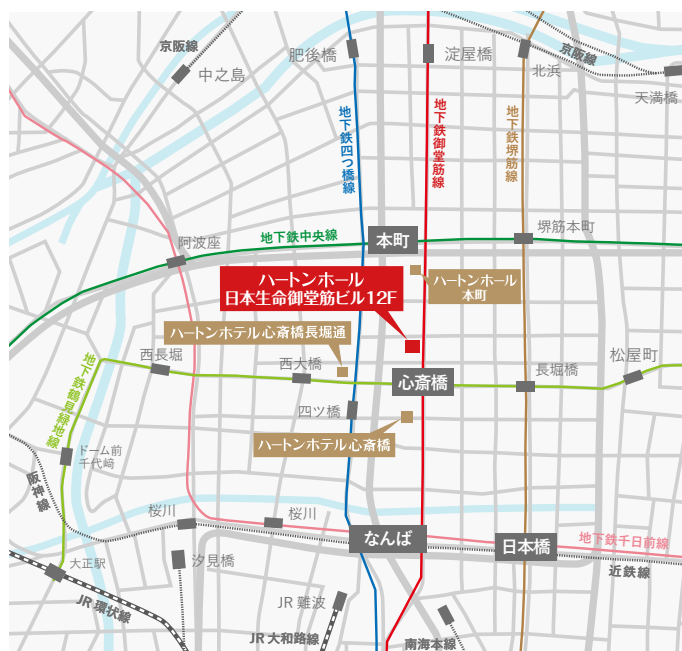 京阪線
中之島
肥後橋
淀屋橋
北浜
京阪線
天満橋
地下鉄四つ橋線
地下鉄御堂筋線
地下鉄堺筋線
阿波座
地下鉄中央線
本町
堺筋本町
ハートンホール
日本生命御堂筋ビル12F
ハートンホール
本町
ハートンホテル心斎橋長堀通
西長堀
西大橋
心斎橋
長堀橋
松屋町
地下鉄鶴見緑地線
四ツ橋
ハートンホテル心斎橋
ドーム前
千代崎
阪神線
桜川
桜川
なんば
日本橋
地下鉄千日前線
近鉄線
大正駅
汐見橋
JR環状線
JR難波
JR大和路線
南海本線